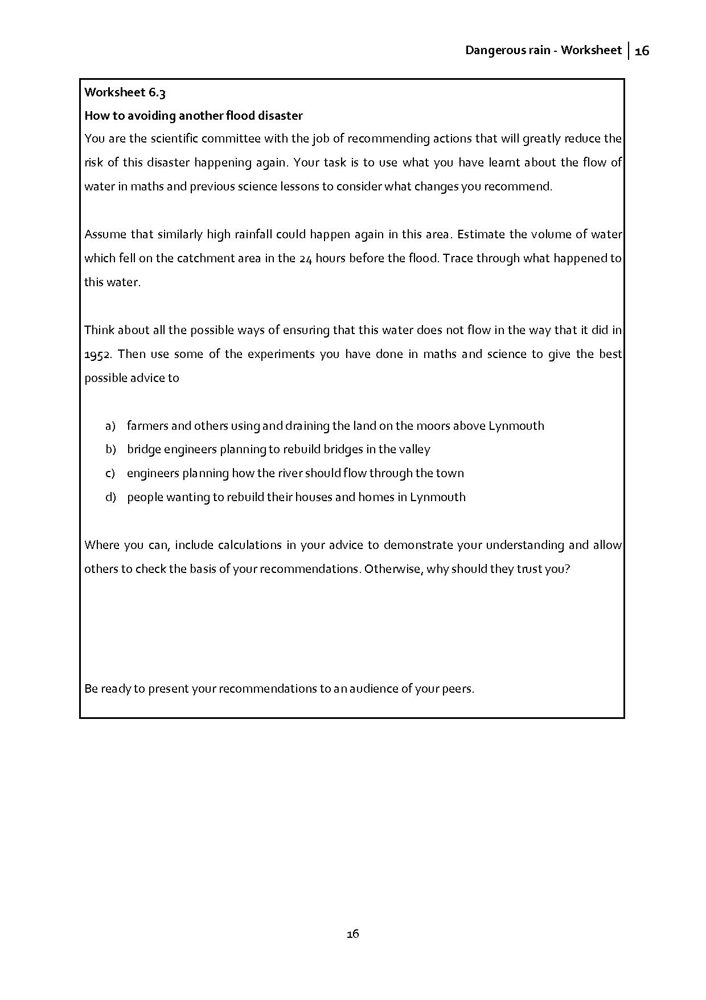 Dangerous rain - Worksheet 16
Worksheet 6.3
How to avoiding another flood disaster
You are the scientific committee with the job of recommending actions that will greatly reduce the
risk of this disaster happening again. Your task is to use what you have learnt about the flow of
water in maths and previous science lessons to consider what changes you recommend.
Assume that similarly high rainfall could happen again in this area. Estimate the volume of water
which fell on the catchment area in the 24 hours before the flood. Trace through what happened to
this water.
Think about all the possible ways of ensuring that this water does not flow in the way that it did in
1952. Then use some of the experiments you have done in maths and science to give the best
possible advice to
a) farmers and others using and draining the land on the moors above Lynmouth
b) bridge engineers planning to rebuild bridges in the valley
c) engineers planning how the river should flow through the town
d) people wanting to rebuild their houses and homes in Lynmouth
Where you can, include calculations in your advice to demonstrate your understanding and allow
others to check the basis of your recommendations. Otherwise, why should they trust you?
Be ready to present your recommendations to an audience of your peers.
16